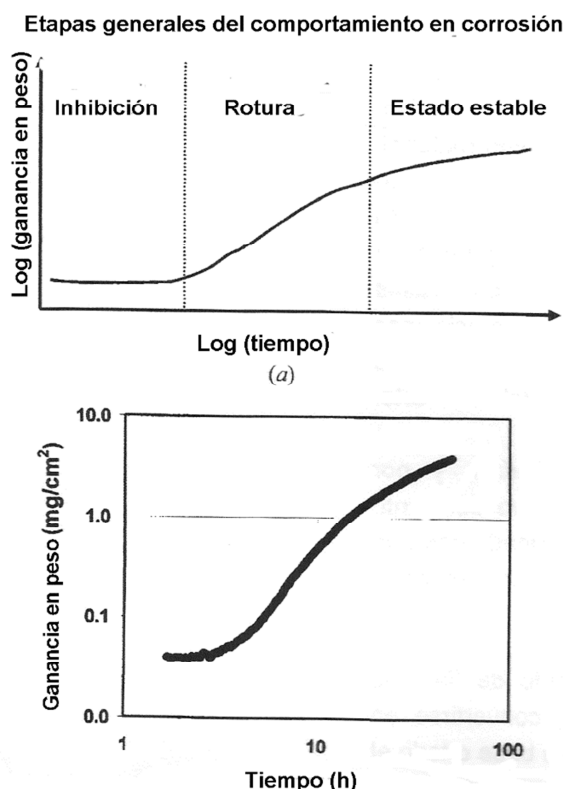 Etapas generales del comportamiento en corrosión
Inhibición
Rotura
Estado estable
Log (ganancia en peso)
Log (tiempo)
(a)
Ganancia en peso (mg/cm²)
10.0
1.0
0.1
0.0
1
10
100
Tiempo (h)